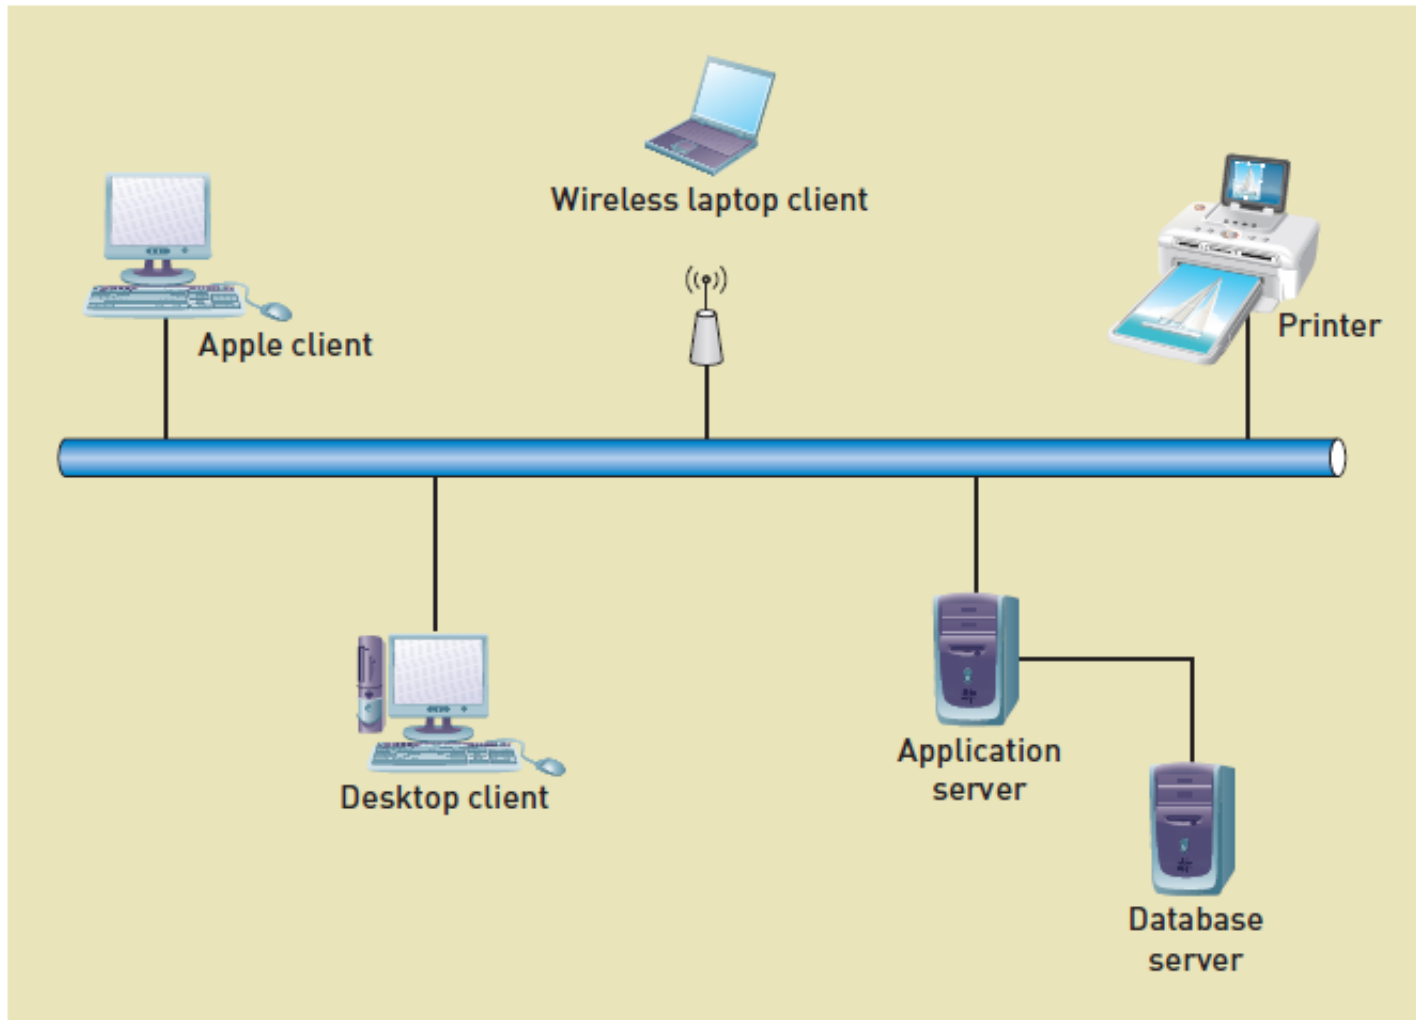 Wireless laptop client
Apple client
Printer
Desktop client
Application
server
Database
server